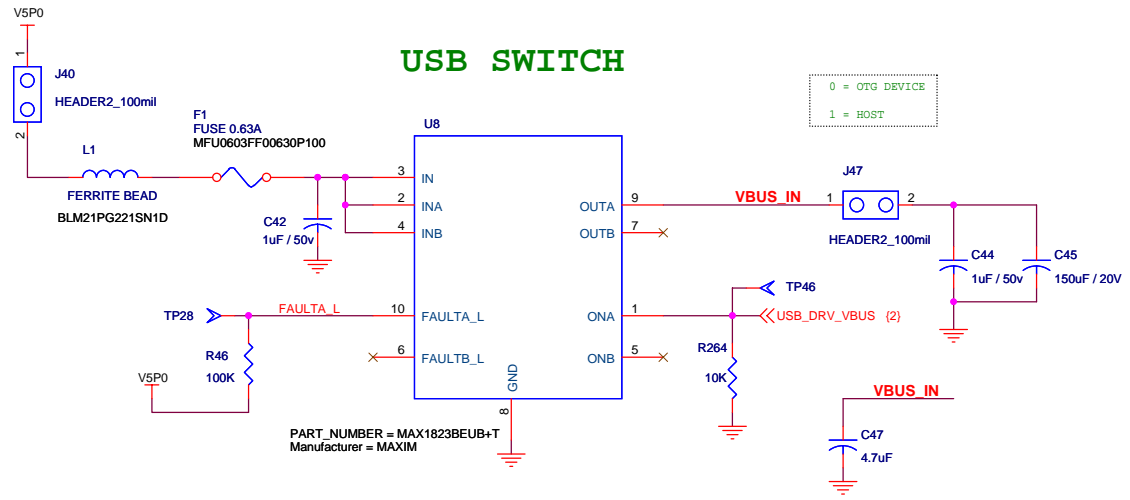 V5P0
USB SWITCH
1
J40
HEADER2_100mil
2
0 = OTG DEVICE
1 = HOST
F1
FUSE 0.63A
MFU0603FF00630P100
L1
FERRITE BEAD
BLM21PG221SN1D
C42
1uF / 50v
U8
3 IN
2 INA
4 INB
OUTA 9
OUTB 7
VBUS_IN
J47
1 2
HEADER2_100mil
C44
1uF / 50v
C45
150uF / 20V
TP28
FAULTA_L
10 FAULTA_L
6 FAULTB_L
ONA 1
ONB 5
GND
8
TP46
USB_DRV_VBUS {2}
R46
100K
V5P0
R264
10K
PART_NUMBER = MAX1823BEUB+T
Manufacturer = MAXIM
VBUS_IN
C47
4.7uF